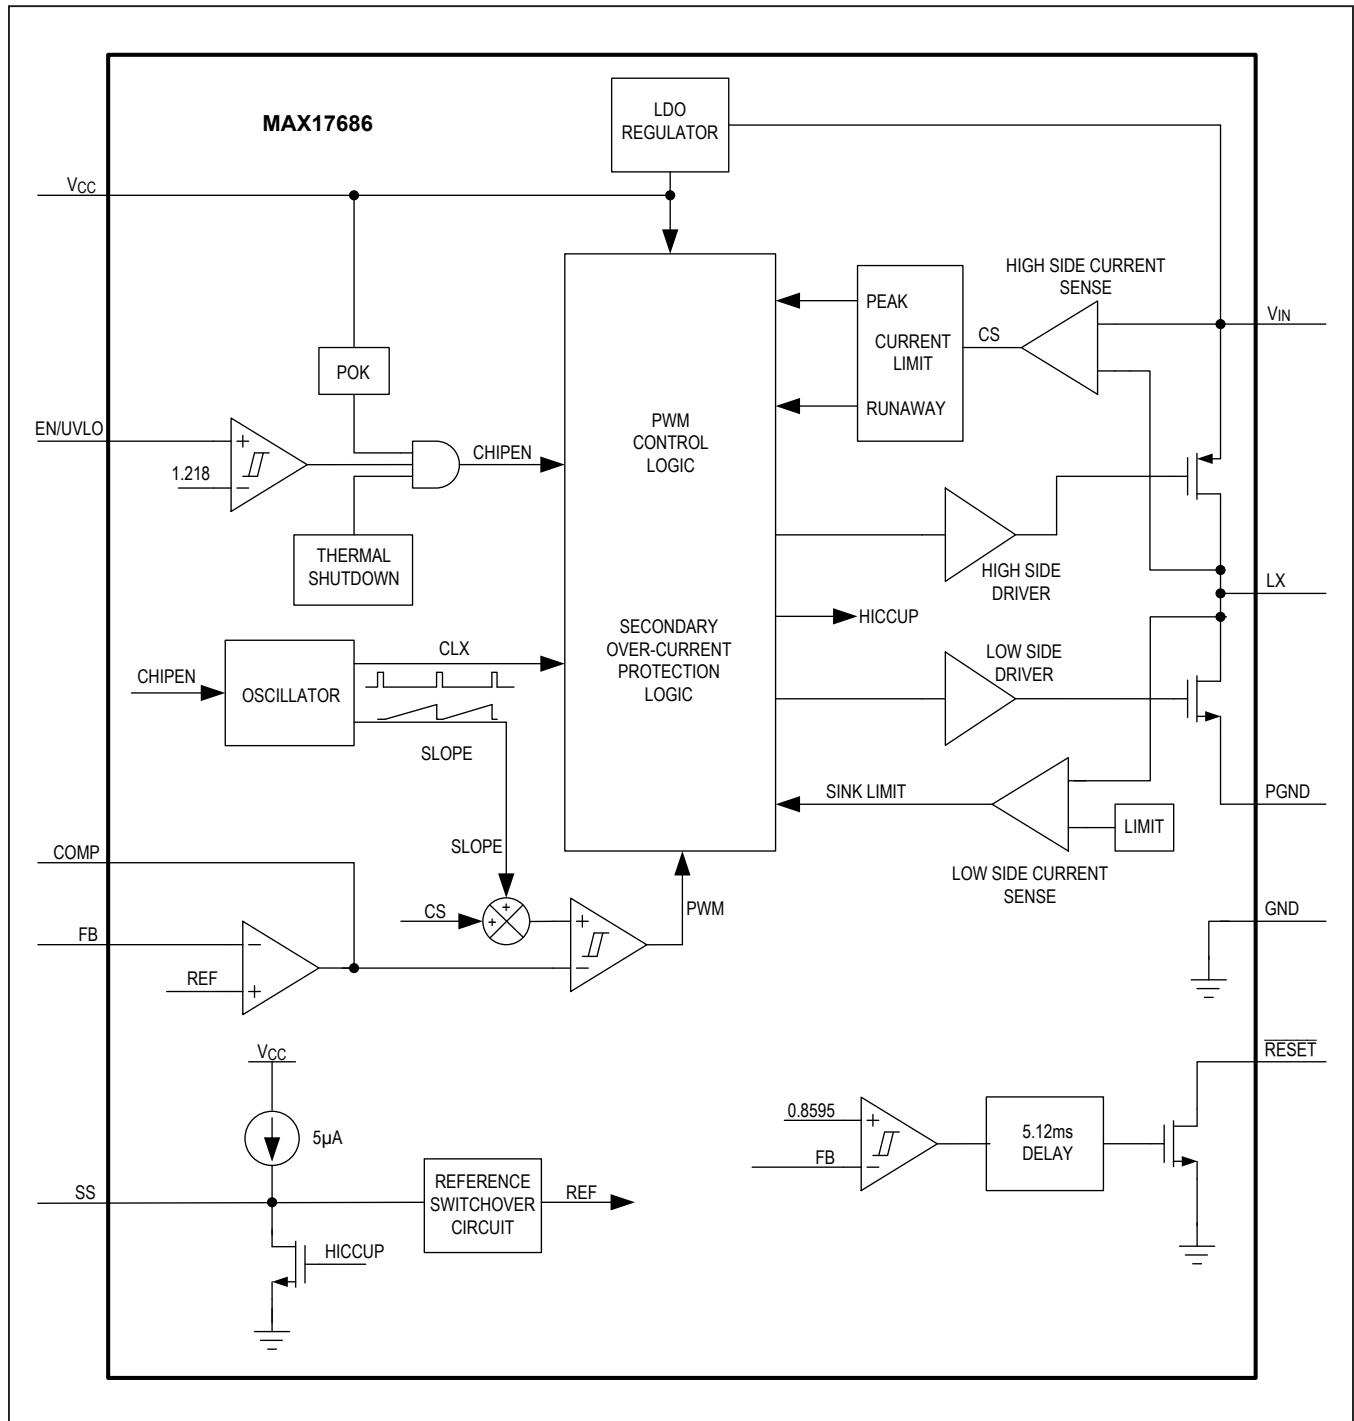 MAX17686
LDO
REGULATOR
VCC
POK
EN/UVLO
1.218
+
−
CHIPEN
THERMAL
SHUTDOWN
PWM
CONTROL
LOGIC
SECONDARY
OVER-CURRENT
PROTECTION
LOGIC
PEAK
CURRENT
LIMIT
RUNAWAY
CS
HIGH SIDE CURRENT
SENSE
VIN
HIGH SIDE
DRIVER
LX
HICCUP
LOW SIDE
DRIVER
CHIPEN
OSCILLATOR
CLX
SLOPE
SINK LIMIT
LIMIT
LOW SIDE CURRENT
SENSE
PGND
COMP
SLOPE
CS
+
+
+
−
PWM
FB
−
REF
+
GND
RESET
VCC
5µA
SS
REFERENCE
SWITCHOVER
CIRCUIT
REF
HICCUP
0.8595
+
FB
−
5.12ms
DELAY